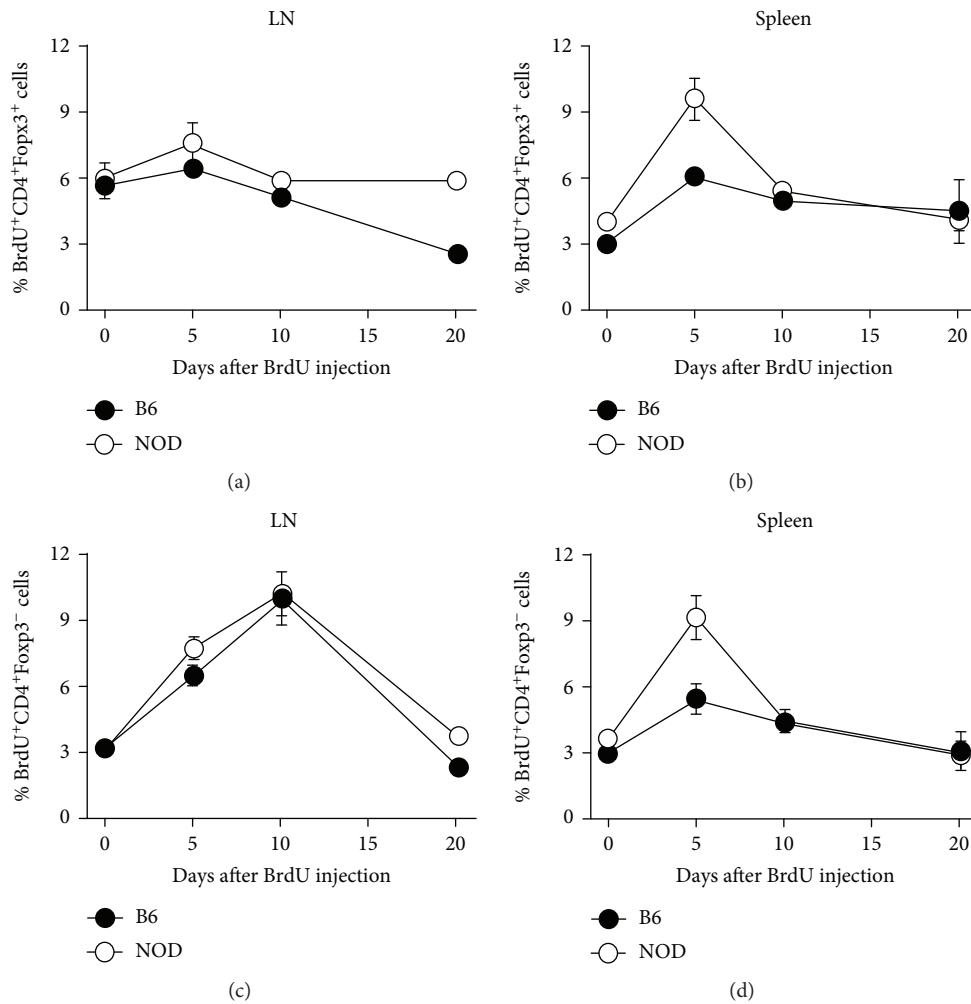 LN
12
9
6
3
0
% BrdU⁺CD4⁺Fopx3⁺ cells
0 5 10 15 20
Days after BrdU injection
B6
NOD
(a)
Spleen
12
9
6
3
0
% BrdU⁺CD4⁺Fopx3⁺ cells
0 5 10 15 20
Days after BrdU injection
B6
NOD
(b)
LN
12
9
6
3
0
% BrdU⁺CD4⁺Foxp3⁻ cells
0 5 10 15 20
Days after BrdU injection
B6
NOD
(c)
Spleen
12
9
6
3
0
% BrdU⁺CD4⁺Foxp3⁻ cells
0 5 10 15 20
Days after BrdU injection
B6
NOD
(d)